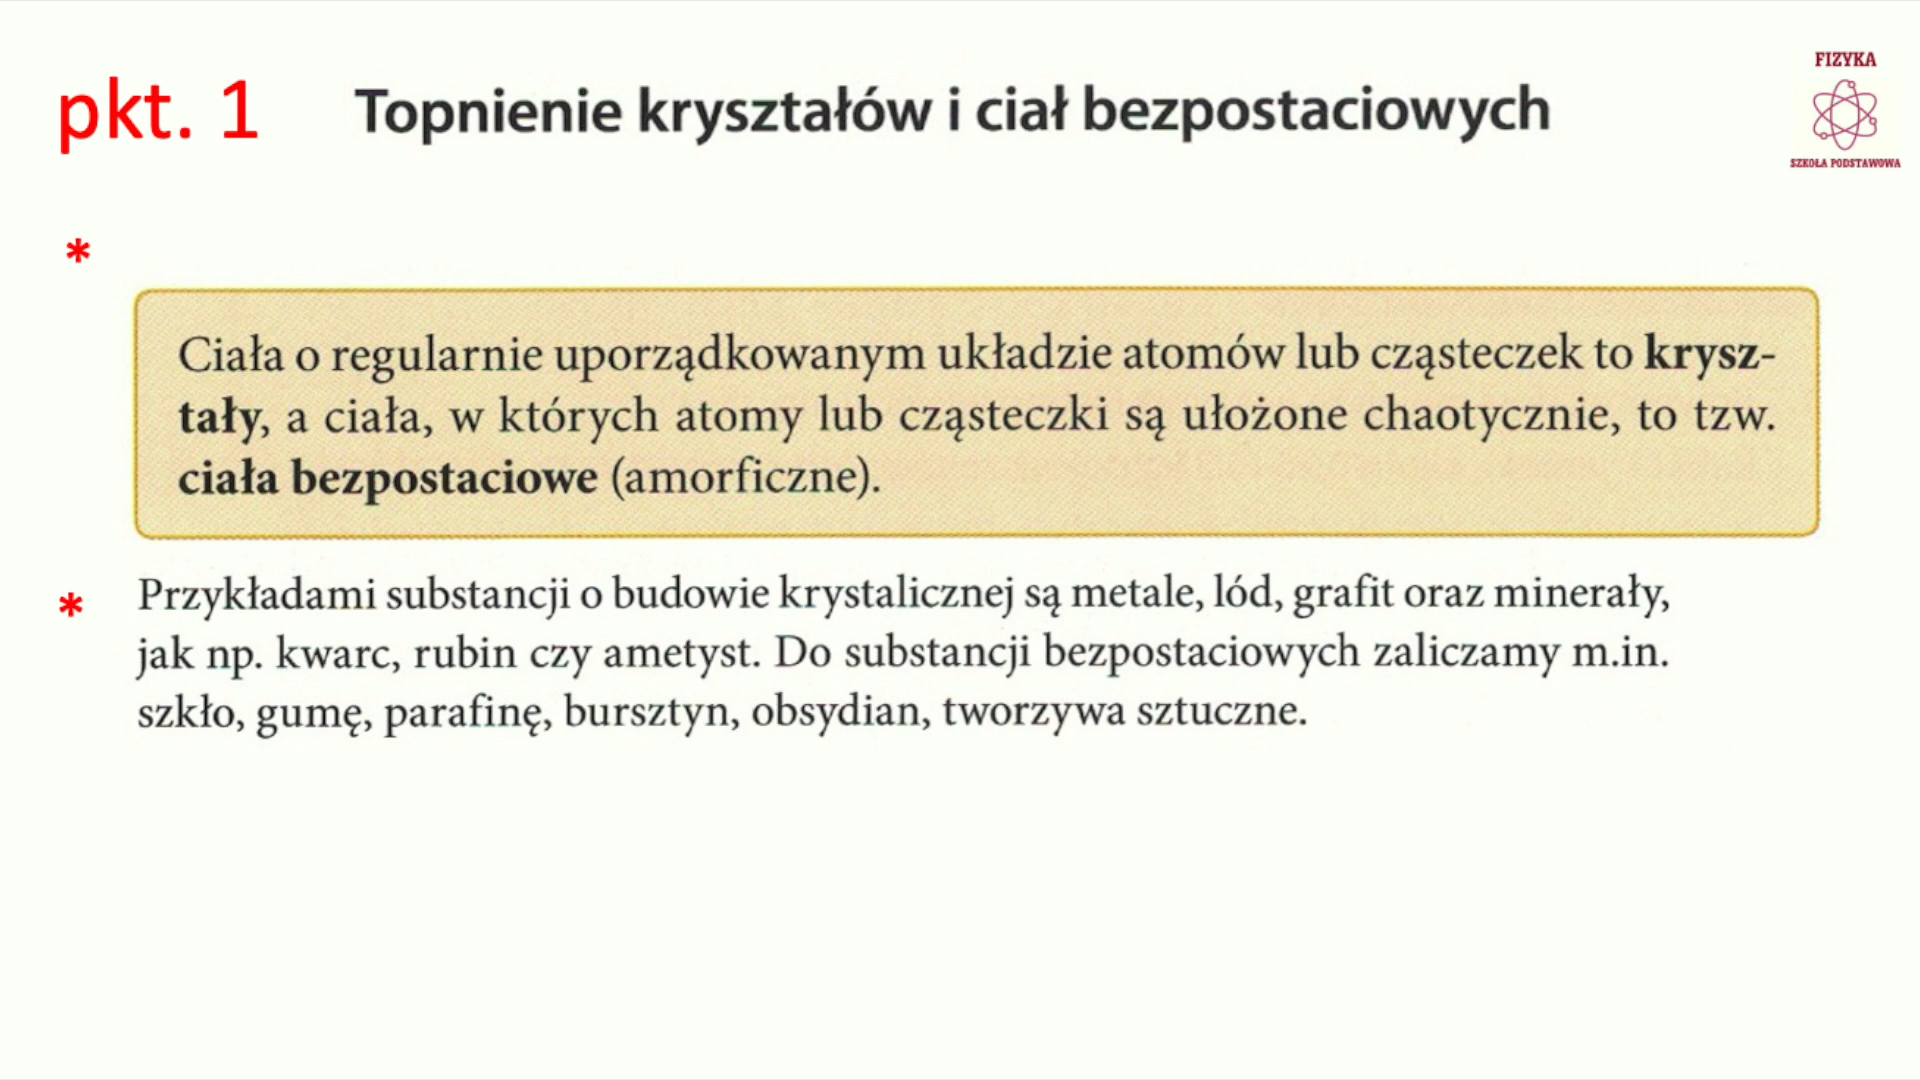 pkt. 1
Topnienie kryształów i ciał bezpostaciowych
FIZYKA
SZKOŁA PODSTAWOWA
*
Ciała o regularnie uporządkowanym układzie atomów lub cząsteczek to krysz-
tały, a ciała, w których atomy lub cząsteczki są ułożone chaotycznie, to tzw.
ciała bezpostaciowe (amorficzne).
* Przykładami substancji o budowie krystalicznej są metale, lód, grafit oraz minerały,
jak np. kwarc, rubin czy ametyst. Do substancji bezpostaciowych zaliczamy m.in.
szkło, gumę, parafinę, bursztyn, obsydian, tworzywa sztuczne.